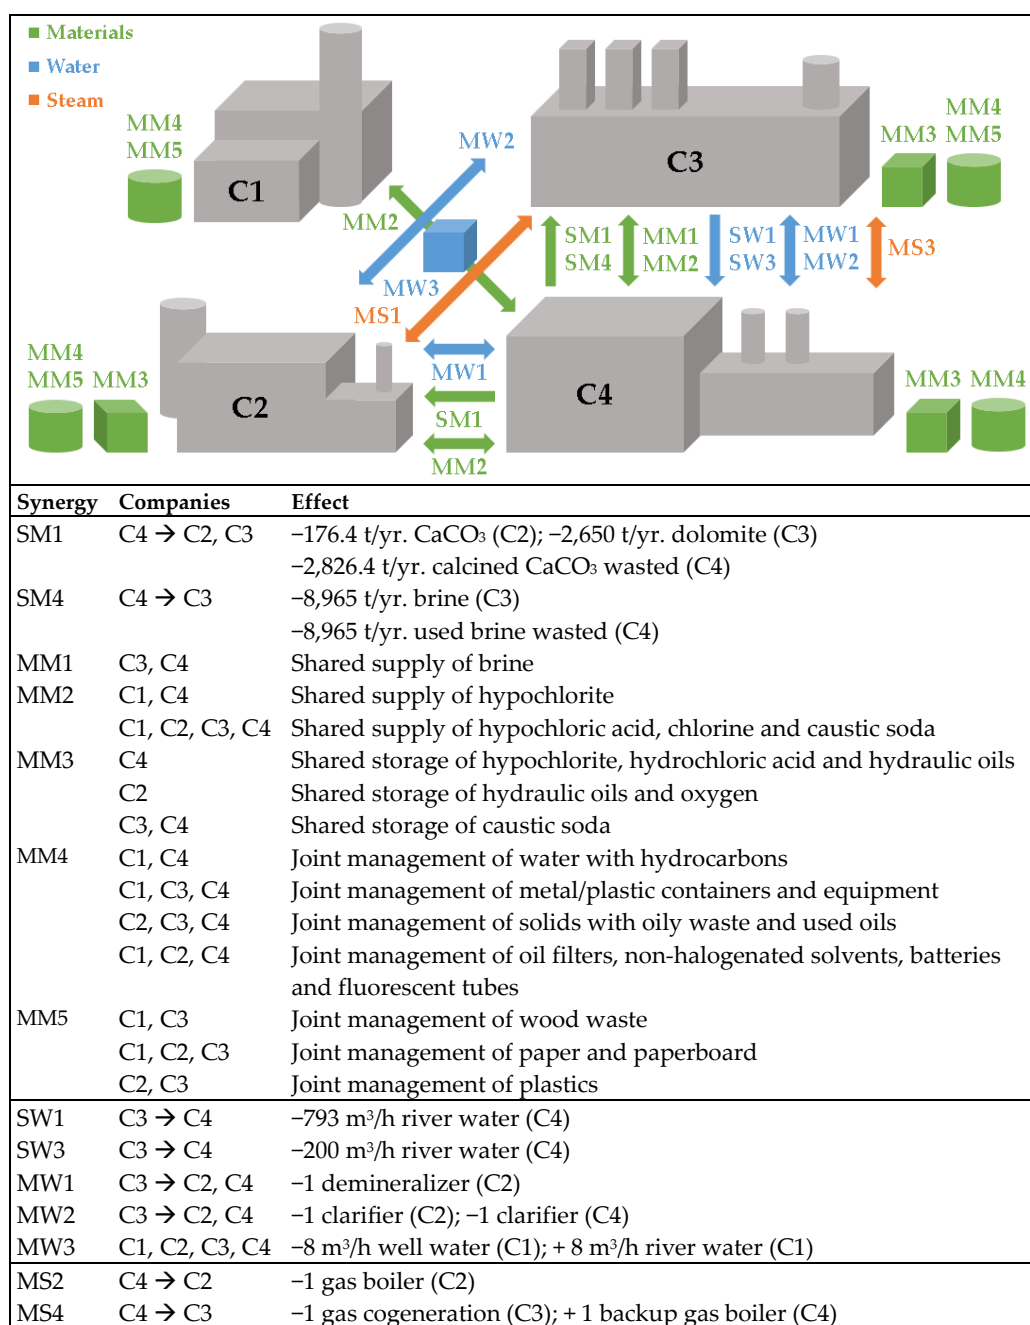 ■ Materials
■ Water
■ Steam
MM4
MM5
C1
MW2
MM2
MW3
MS1
C3
MM3
MM4
MM5
SM1
SM4
MM1
MM2
SW1
SW3
MW1
MW2
MS3
MM4
MM5
MM3
C2
MW1
SM1
MM2
C4
MM3
MM4
Synergy Companies Effect
SM1 C4 → C2, C3 −176.4 t/yr. CaCO₃ (C2); −2,650 t/yr. dolomite (C3)
−2,826.4 t/yr. calcined CaCO₃ wasted (C4)
SM4 C4 → C3 −8,965 t/yr. brine (C3)
−8,965 t/yr. used brine wasted (C4)
MM1 C3, C4 Shared supply of brine
MM2 C1, C4 Shared supply of hypochlorite
C1, C2, C3, C4 Shared supply of hypochloric acid, chlorine and caustic soda
MM3 C4 Shared storage of hypochlorite, hydrochloric acid and hydraulic oils
C2 Shared storage of hydraulic oils and oxygen
C3, C4 Shared storage of caustic soda
MM4 C1, C4 Joint management of water with hydrocarbons
C1, C3, C4 Joint management of metal/plastic containers and equipment
C2, C3, C4 Joint management of solids with oily waste and used oils
C1, C2, C4 Joint management of oil filters, non-halogenated solvents, batteries
and fluorescent tubes
MM5 C1, C3 Joint management of wood waste
C1, C2, C3 Joint management of paper and paperboard
C2, C3 Joint management of plastics
SW1 C3 → C4 −793 m³/h river water (C4)
SW3 C3 → C4 −200 m³/h river water (C4)
MW1 C3 → C2, C4 −1 demineralizer (C2)
MW2 C3 → C2, C4 −1 clarifier (C2); −1 clarifier (C4)
MW3 C1, C2, C3, C4 −8 m³/h well water (C1); + 8 m³/h river water (C1)
MS2 C4 → C2 −1 gas boiler (C2)
MS4 C4 → C3 −1 gas cogeneration (C3); + 1 backup gas boiler (C4)